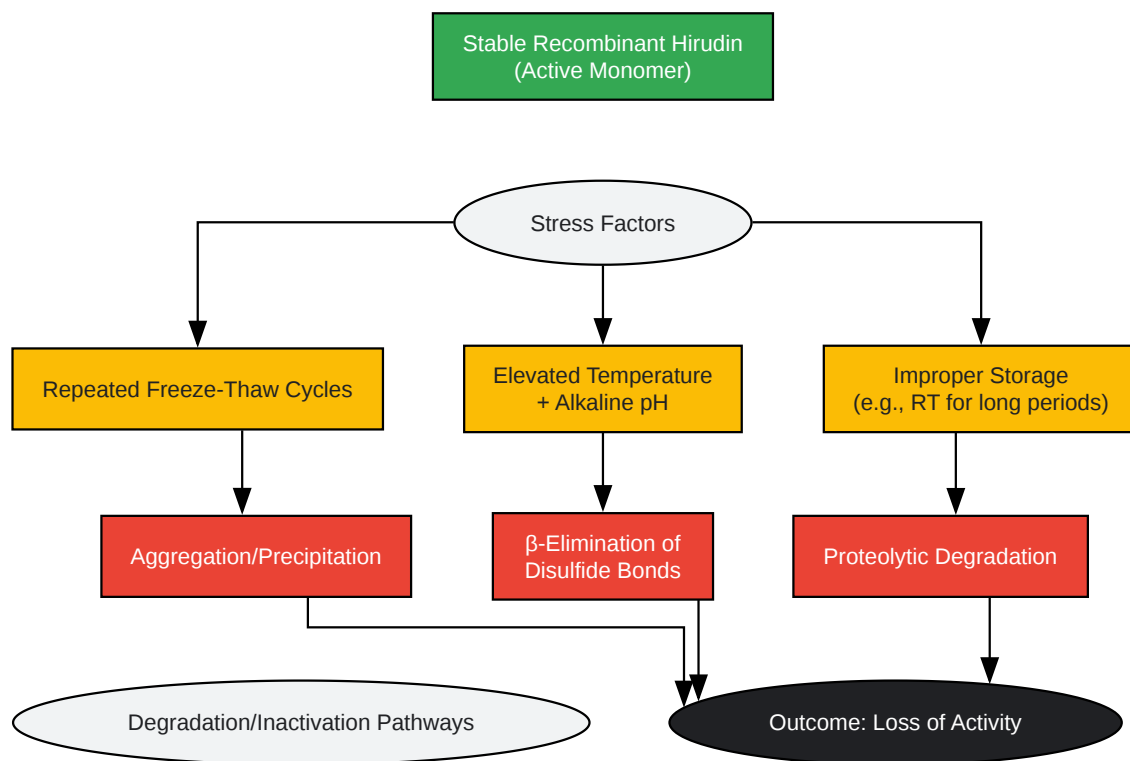 Stable Recombinant Hirudin
(Active Monomer)
Stress Factors
Repeated Freeze-Thaw Cycles
Elevated Temperature
+ Alkaline pH
Improper Storage
(e.g., RT for long periods)
Aggregation/Precipitation
β-Elimination of
Disulfide Bonds
Proteolytic Degradation
Degradation/Inactivation Pathways
Outcome: Loss of Activity